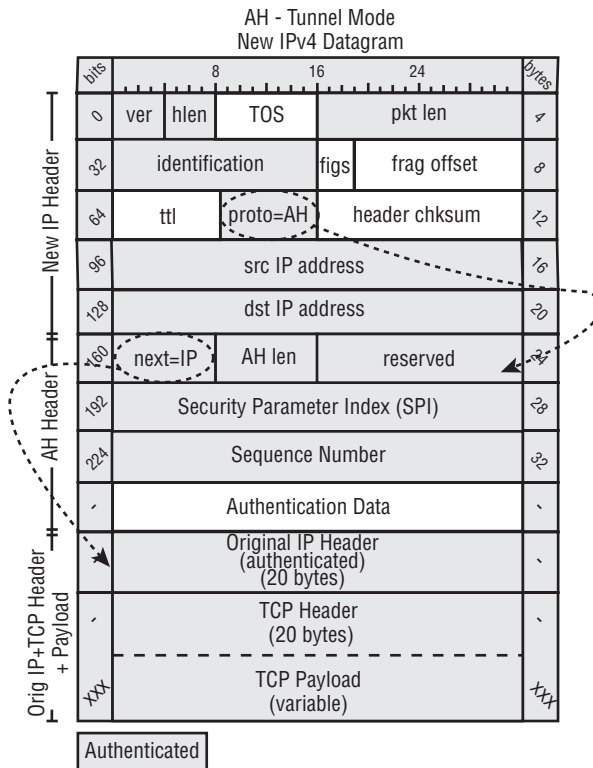 AH - Tunnel Mode
New IPv4 Datagram
bits 8 16 24 bytes
0 ver hlen TOS pkt len 4
32 identification figs frag offset 8
64 ttl proto=AH header chksum 12
96 src IP address 16
128 dst IP address 20
160 next=IP AH len reserved 24
192 Security Parameter Index (SPI) 28
224 Sequence Number 32
- Authentication Data -
- Original IP Header -
(authenticated)
(20 bytes)
- TCP Header -
(20 bytes)
XXX TCP Payload XXX
(variable)
New IP Header
AH Header
Orig IP+TCP Header
+ Payload
Authenticated